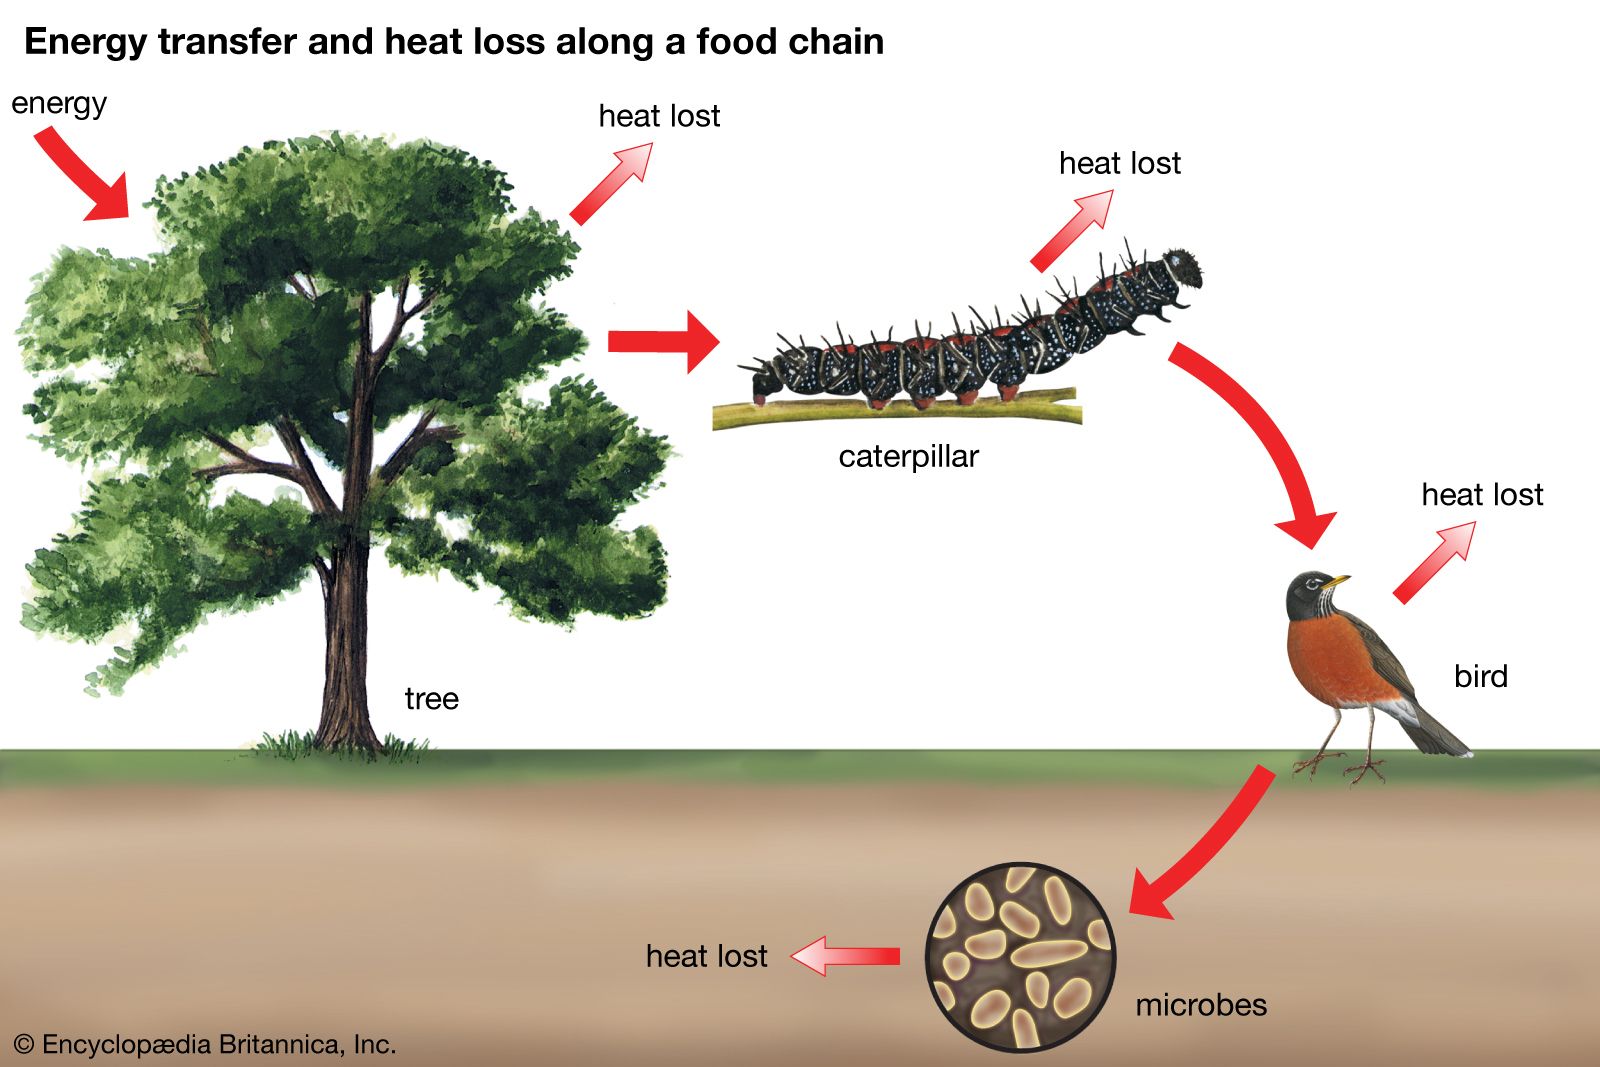 Energy transfer and heat loss along a food chain
energy
heat lost
heat lost
caterpillar
heat lost
bird
tree
heat lost
microbes
© Encyclopædia Britannica, Inc.